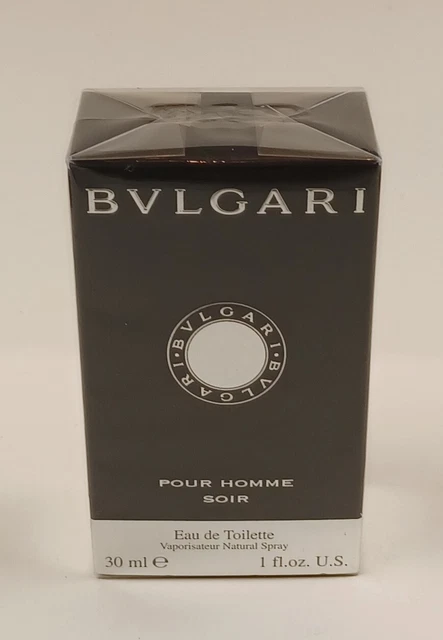 BVLGARI
BVLGARI • BVLGARI •
POUR HOMME
SOIR
Eau de Toilette
Vaporisateur Natural Spray
30 ml ℮ 1 fl.oz. U.S.